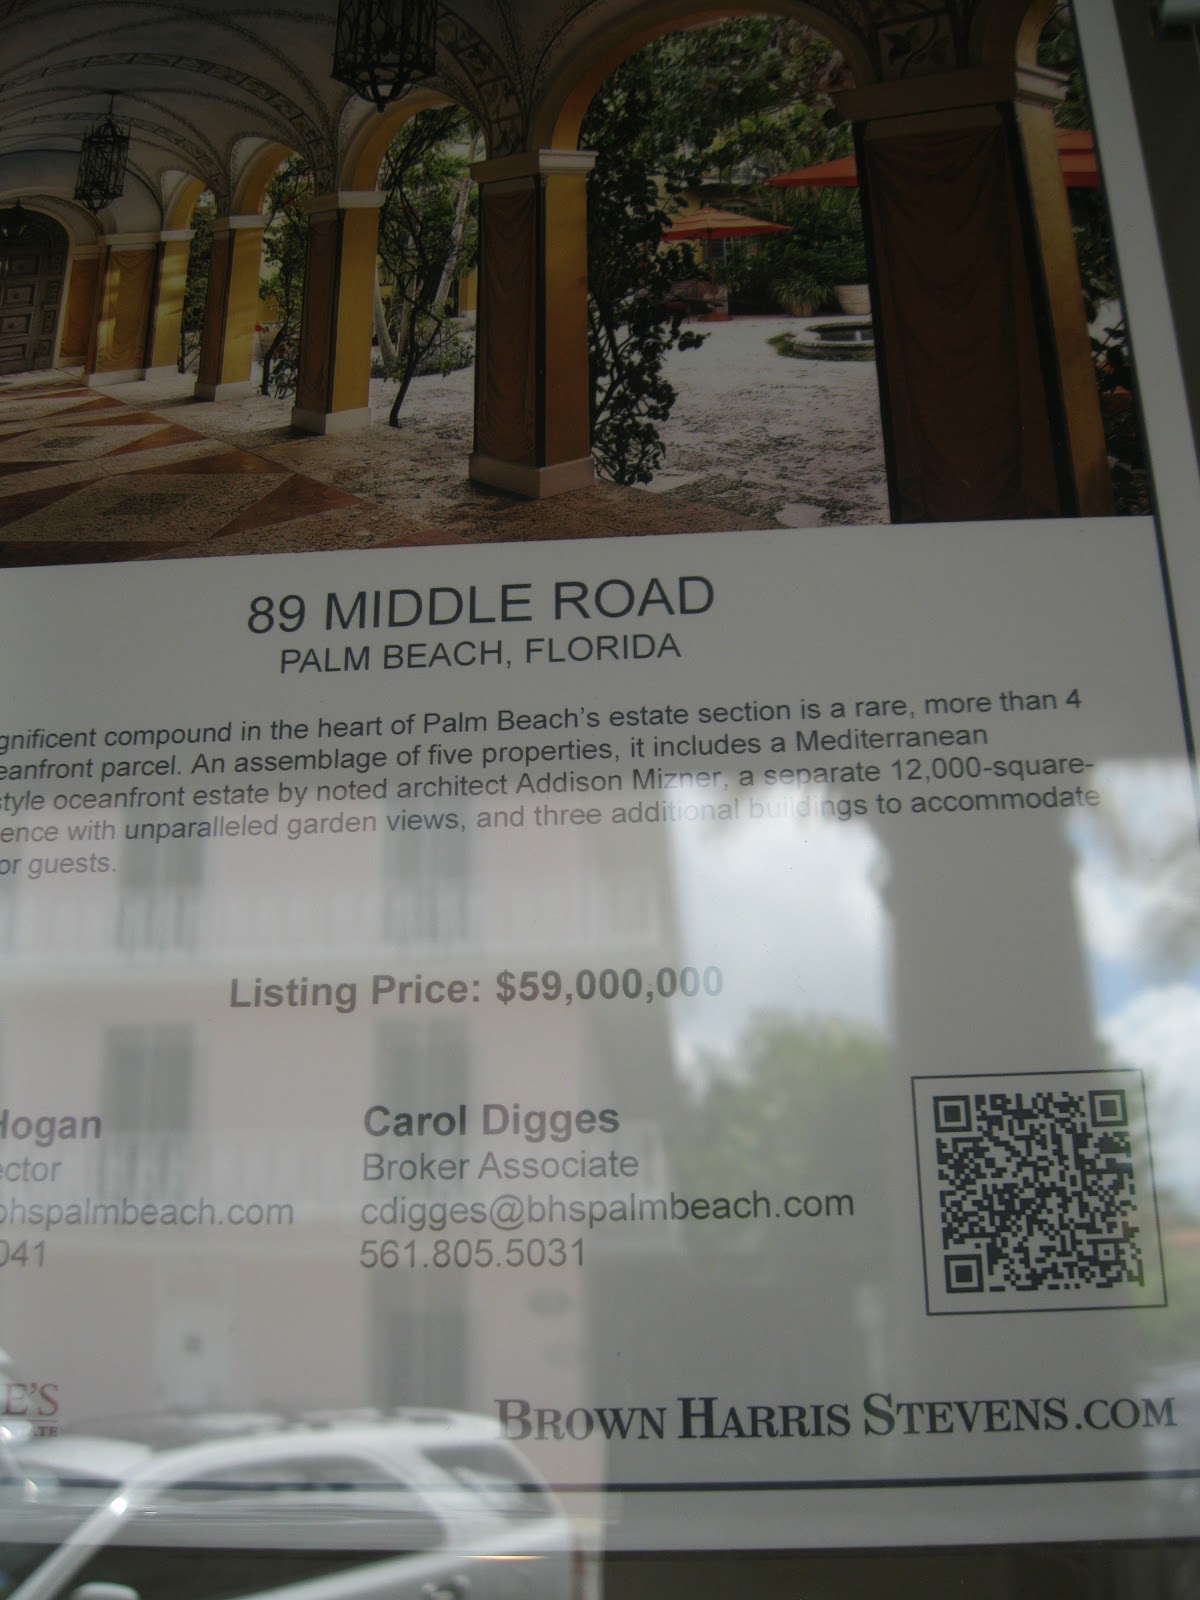 89 MIDDLE ROAD
PALM BEACH, FLORIDA
gnificent compound in the heart of Palm Beach's estate section is a rare, more than 4
eanfront parcel. An assemblage of five properties, it includes a Mediterranean
style oceanfront estate by noted architect Addison Mizner, a separate 12,000-square-
ence with unparalleled garden views, and three additional buildings to accommodate
or guests.
Listing Price: $59,000,000
Hogan
ector
bhspalmbeach.com
041
Carol Digges
Broker Associate
cdigges@bhspalmbeach.com
561.805.5031
E'S
TE
BROWN HARRIS STEVENS.COM